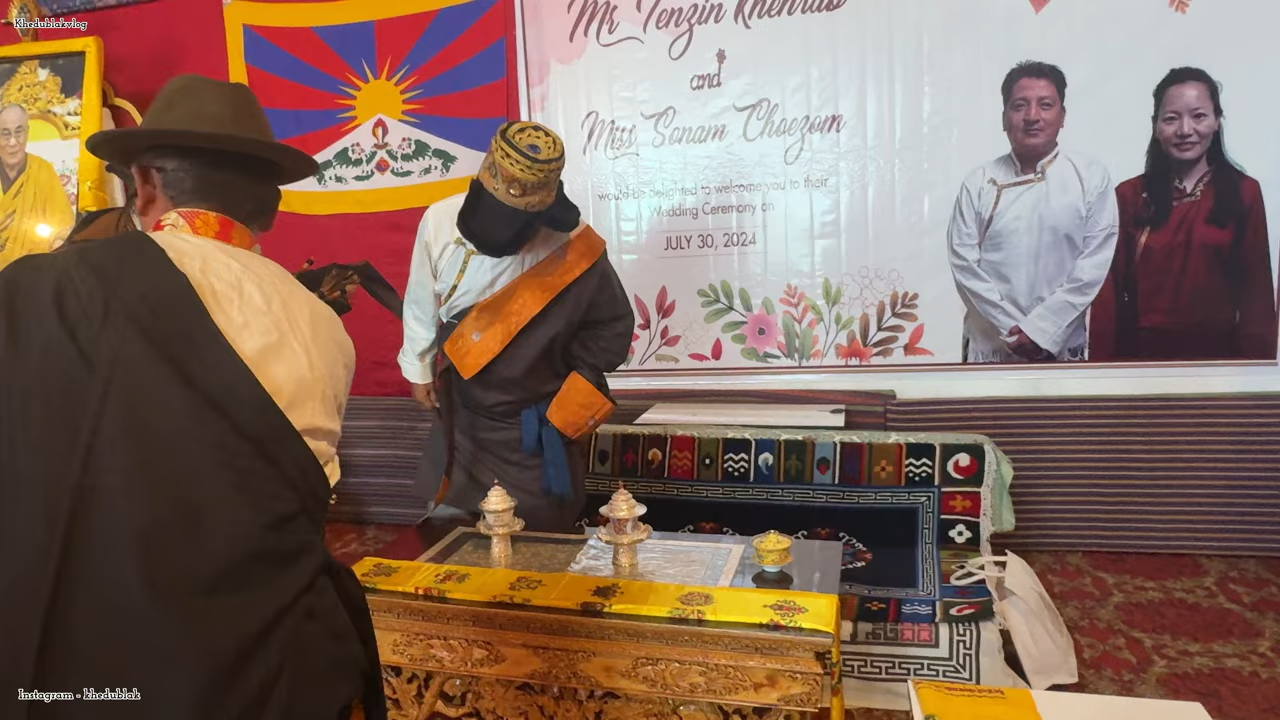 Khedublakvlog
Mr Tenzin Khenrab
and
Miss Sonam Choezom
would be delighted to welcome you to their
Wedding Ceremony on
JULY 30, 2024
Instagram - khedublak